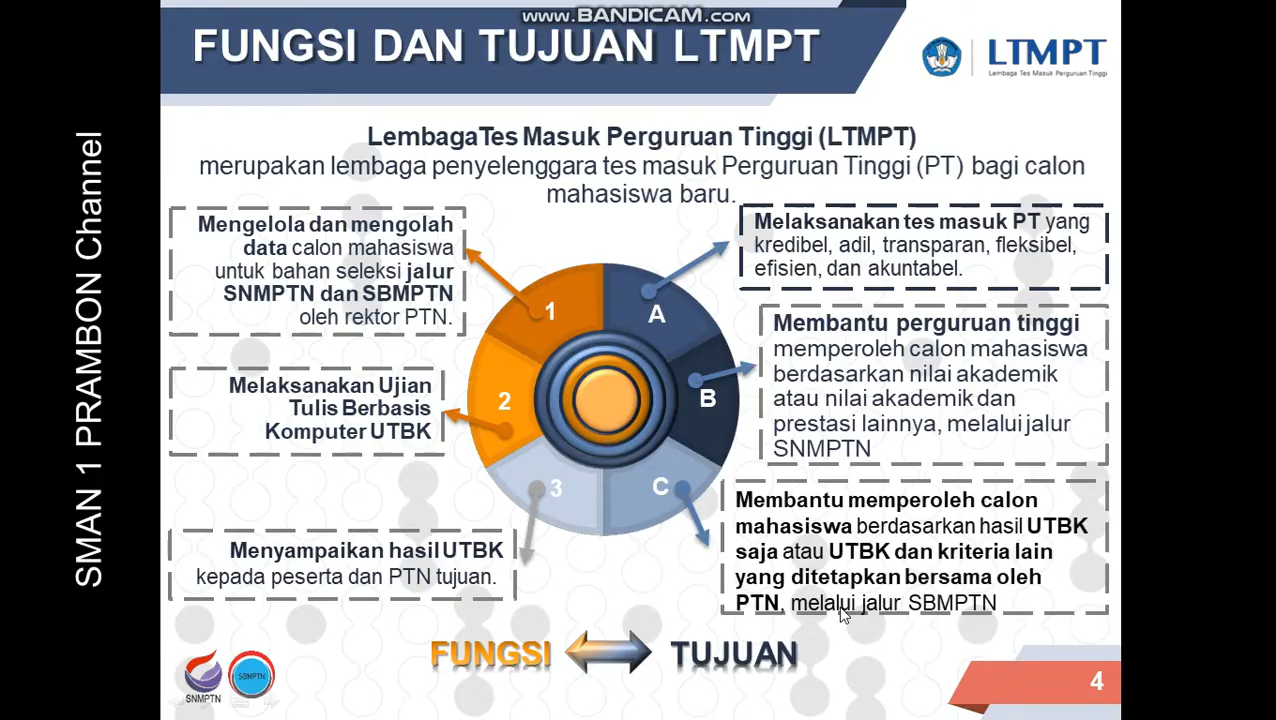 www.BANDICAM.com
FUNGSI DAN TUJUAN LTMPT
LTMPT
Lembaga Tes Masuk Perguruan Tinggi
SMAN 1 PRAMBON Channel
LembagaTes Masuk Perguruan Tinggi (LTMPT)
merupakan lembaga penyelenggara tes masuk Perguruan Tinggi (PT) bagi calon
mahasiswa baru.
Mengelola dan mengolah
data calon mahasiswa
untuk bahan seleksi jalur
SNMPTN dan SBMPTN
oleh rektor PTN.
Melaksanakan Ujian
Tulis Berbasis
Komputer UTBK
Menyampaikan hasil UTBK
kepada peserta dan PTN tujuan.
1
2
3
A
B
C
Melaksanakan tes masuk PT yang
kredibel, adil, transparan, fleksibel,
efisien, dan akuntabel.
Membantu perguruan tinggi
memperoleh calon mahasiswa
berdasarkan nilai akademik
atau nilai akademik dan
prestasi lainnya, melalui jalur
SNMPTN
Membantu memperoleh calon
mahasiswa berdasarkan hasil UTBK
saja atau UTBK dan kriteria lain
yang ditetapkan bersama oleh
PTN, melalui jalur SBMPTN
FUNGSI
TUJUAN
SNMPTN
SBMPTN
4